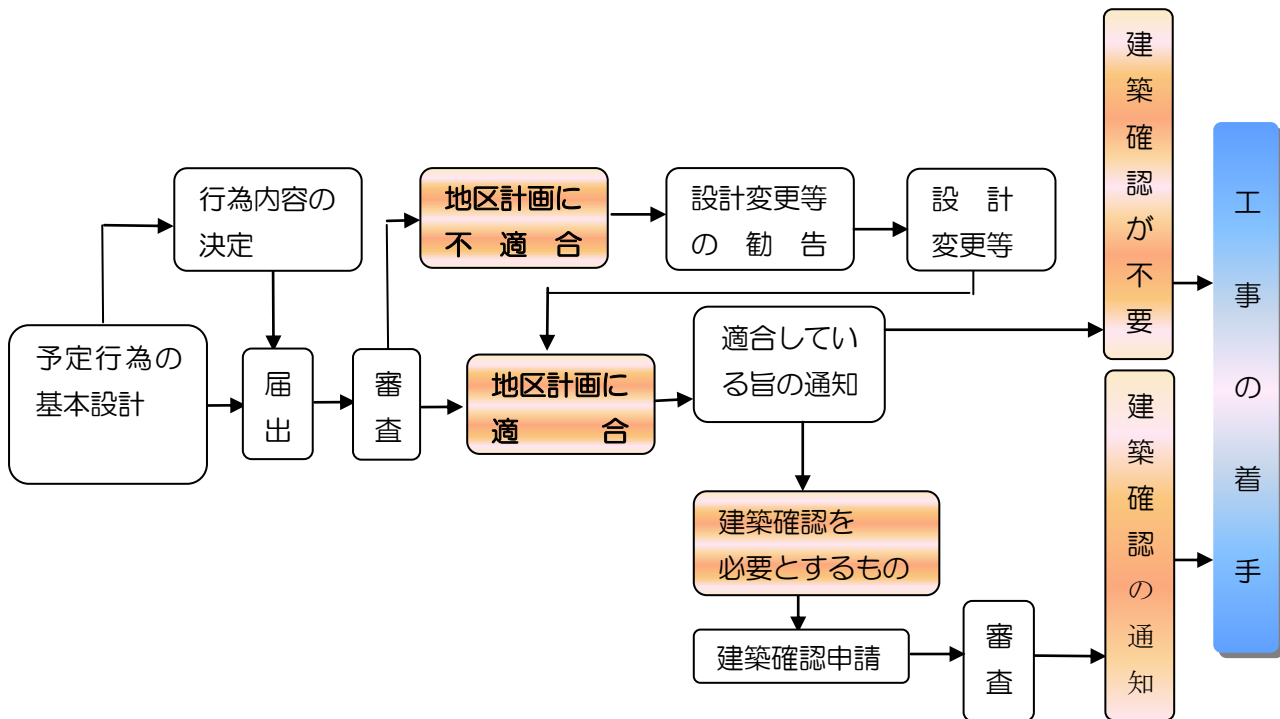 予定行為の
基本設計
行為内容の
決定
届
出
審
査
地区計画に
不適合
設計変更等
の勧告
設計
変更等
地区計画に
適合
適合してい
る旨の通知
建築確認が不要
建築確認を
必要とするもの
建築確認申請
審
査
建築確認の通知
工事の着手